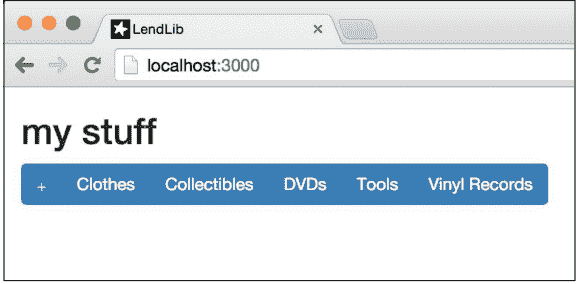 LendLib
localhost:3000
my stuff
+ Clothes Collectibles DVDs Tools Vinyl Records